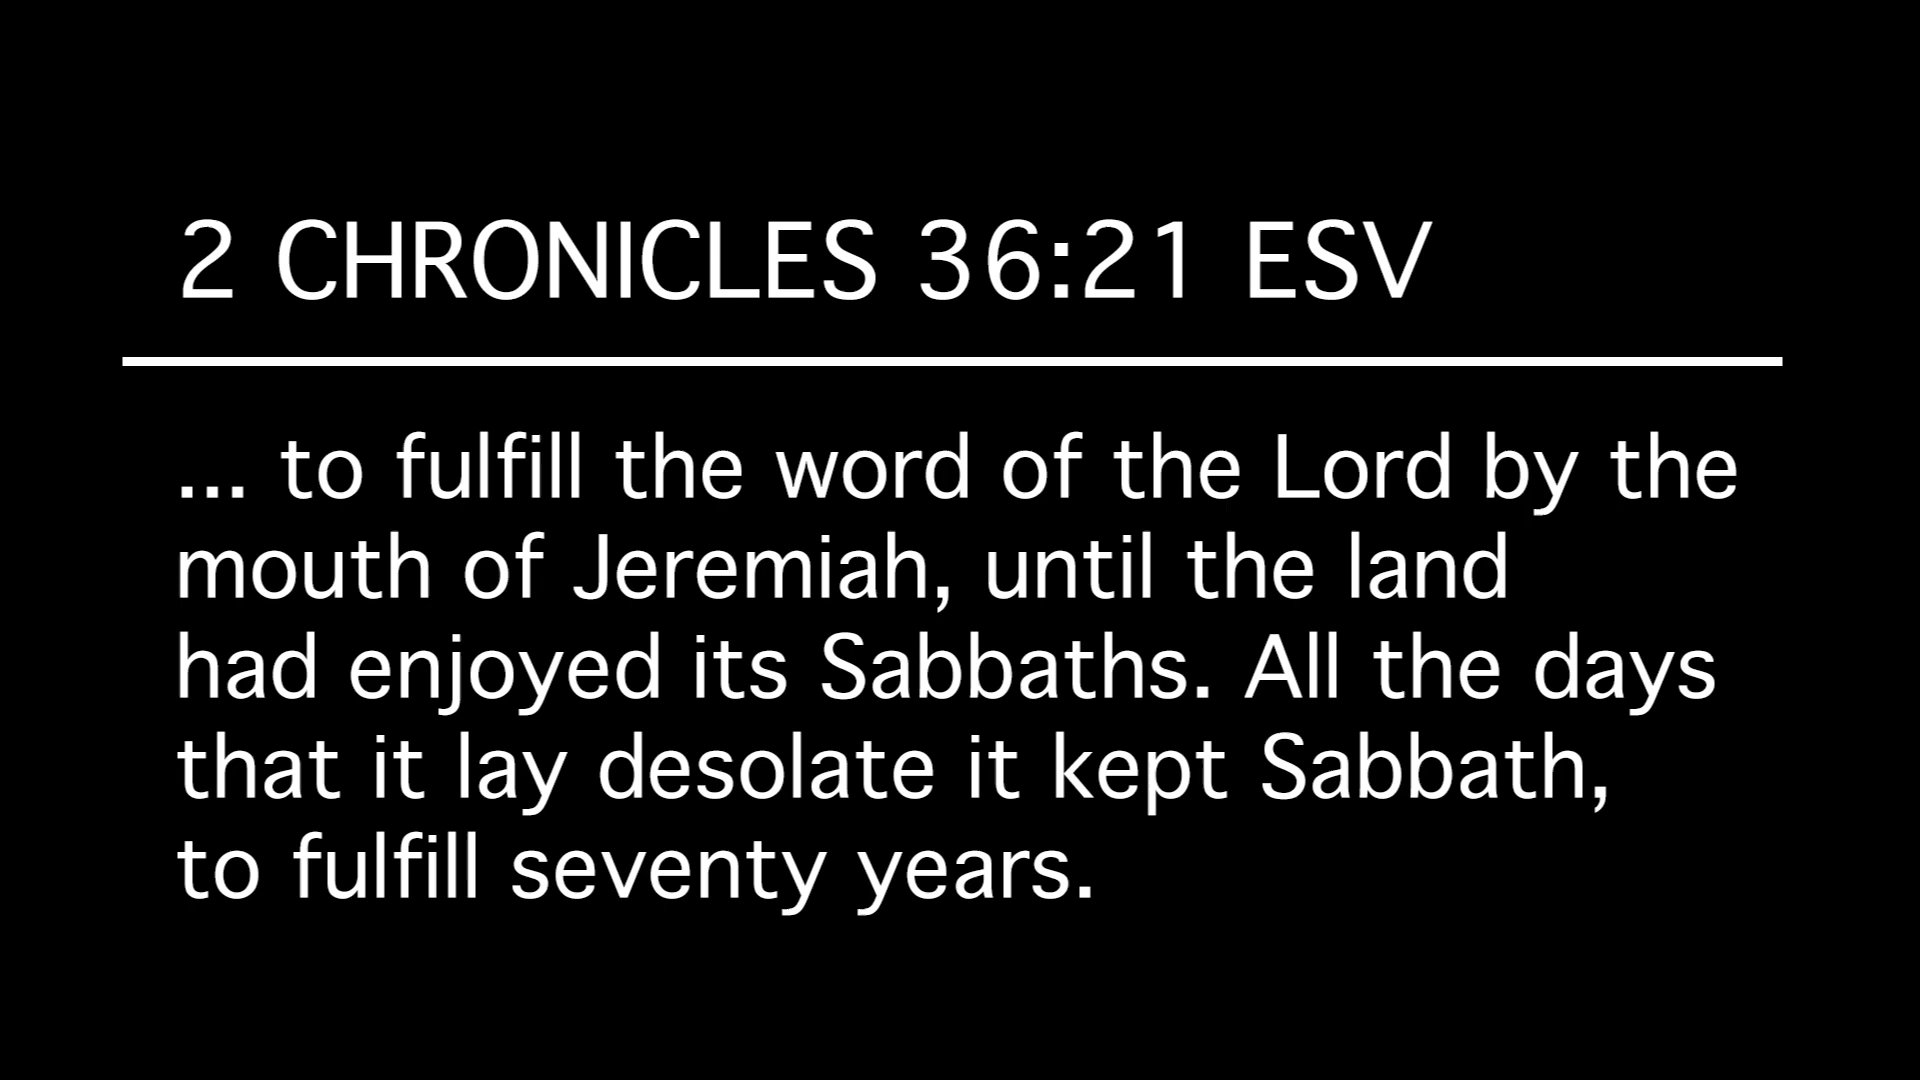 2 CHRONICLES 36:21 ESV
... to fulfill the word of the Lord by the
mouth of Jeremiah, until the land
had enjoyed its Sabbaths. All the days
that it lay desolate it kept Sabbath,
to fulfill seventy years.